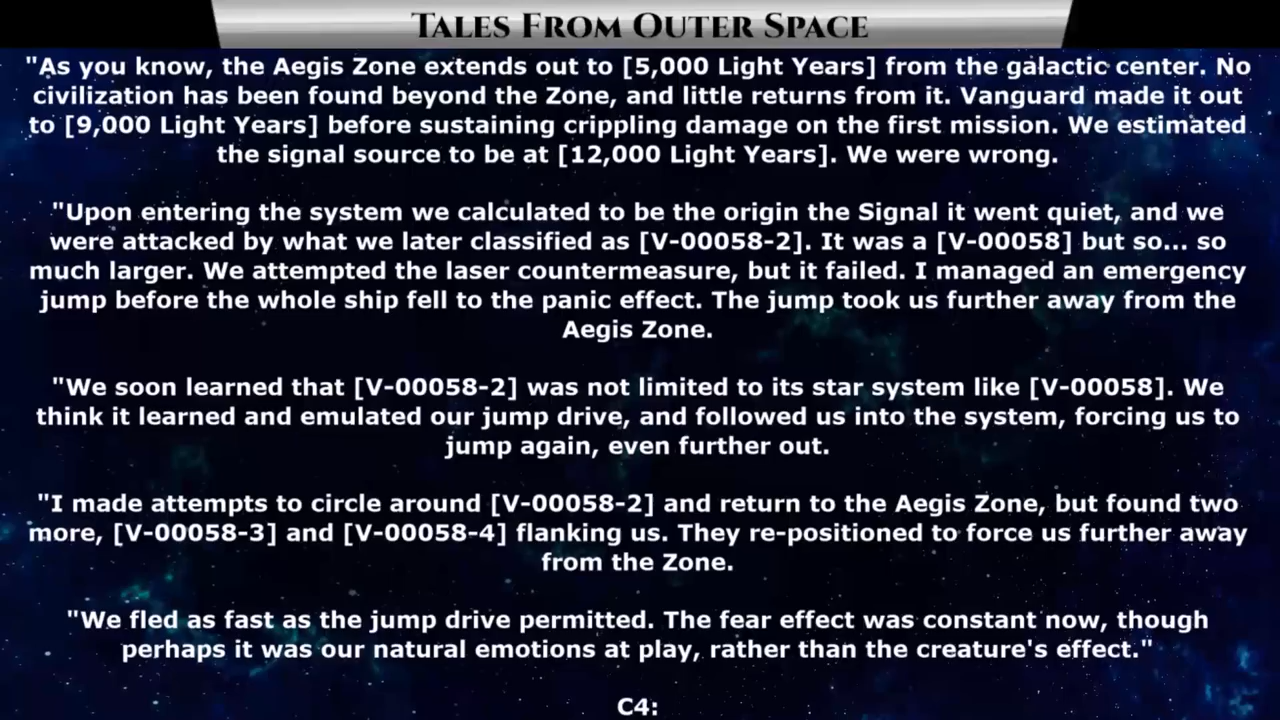 Tales From Outer Space
"As you know, the Aegis Zone extends out to [5,000 Light Years] from the galactic center. No
civilization has been found beyond the Zone, and little returns from it. Vanguard made it out
to [9,000 Light Years] before sustaining crippling damage on the first mission. We estimated
the signal source to be at [12,000 Light Years]. We were wrong.
"Upon entering the system we calculated to be the origin the Signal it went quiet, and we
were attacked by what we later classified as [V-00058-2]. It was a [V-00058] but so... so
much larger. We attempted the laser countermeasure, but it failed. I managed an emergency
jump before the whole ship fell to the panic effect. The jump took us further away from the
Aegis Zone.
"We soon learned that [V-00058-2] was not limited to its star system like [V-00058]. We
think it learned and emulated our jump drive, and followed us into the system, forcing us to
jump again, even further out.
"I made attempts to circle around [V-00058-2] and return to the Aegis Zone, but found two
more, [V-00058-3] and [V-00058-4] flanking us. They re-positioned to force us further away
from the Zone.
"We fled as fast as the jump drive permitted. The fear effect was constant now, though
perhaps it was our natural emotions at play, rather than the creature's effect."
C4: